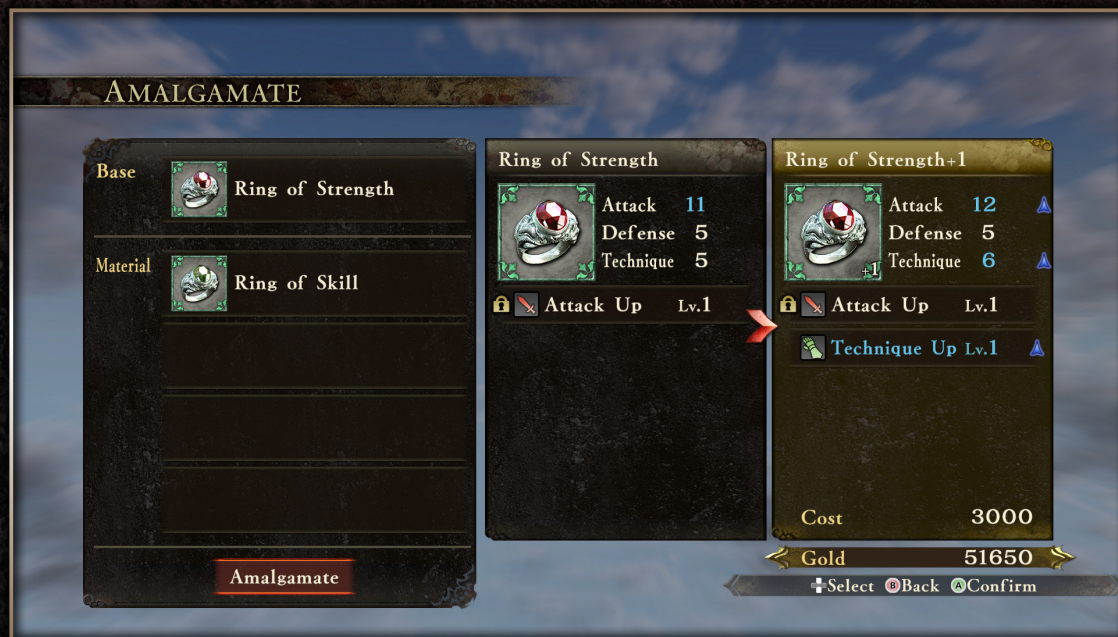 AMALGAMATE
Base
Ring of Strength
Material
Ring of Skill
Amalgamate
Ring of Strength
Attack 11
Defense 5
Technique 5
Attack Up Lv.1
Ring of Strength+1
+1
Attack 12
Defense 5
Technique 6
Attack Up Lv.1
Technique Up Lv.1
Cost 3000
Gold 51650
Select B Back A Confirm